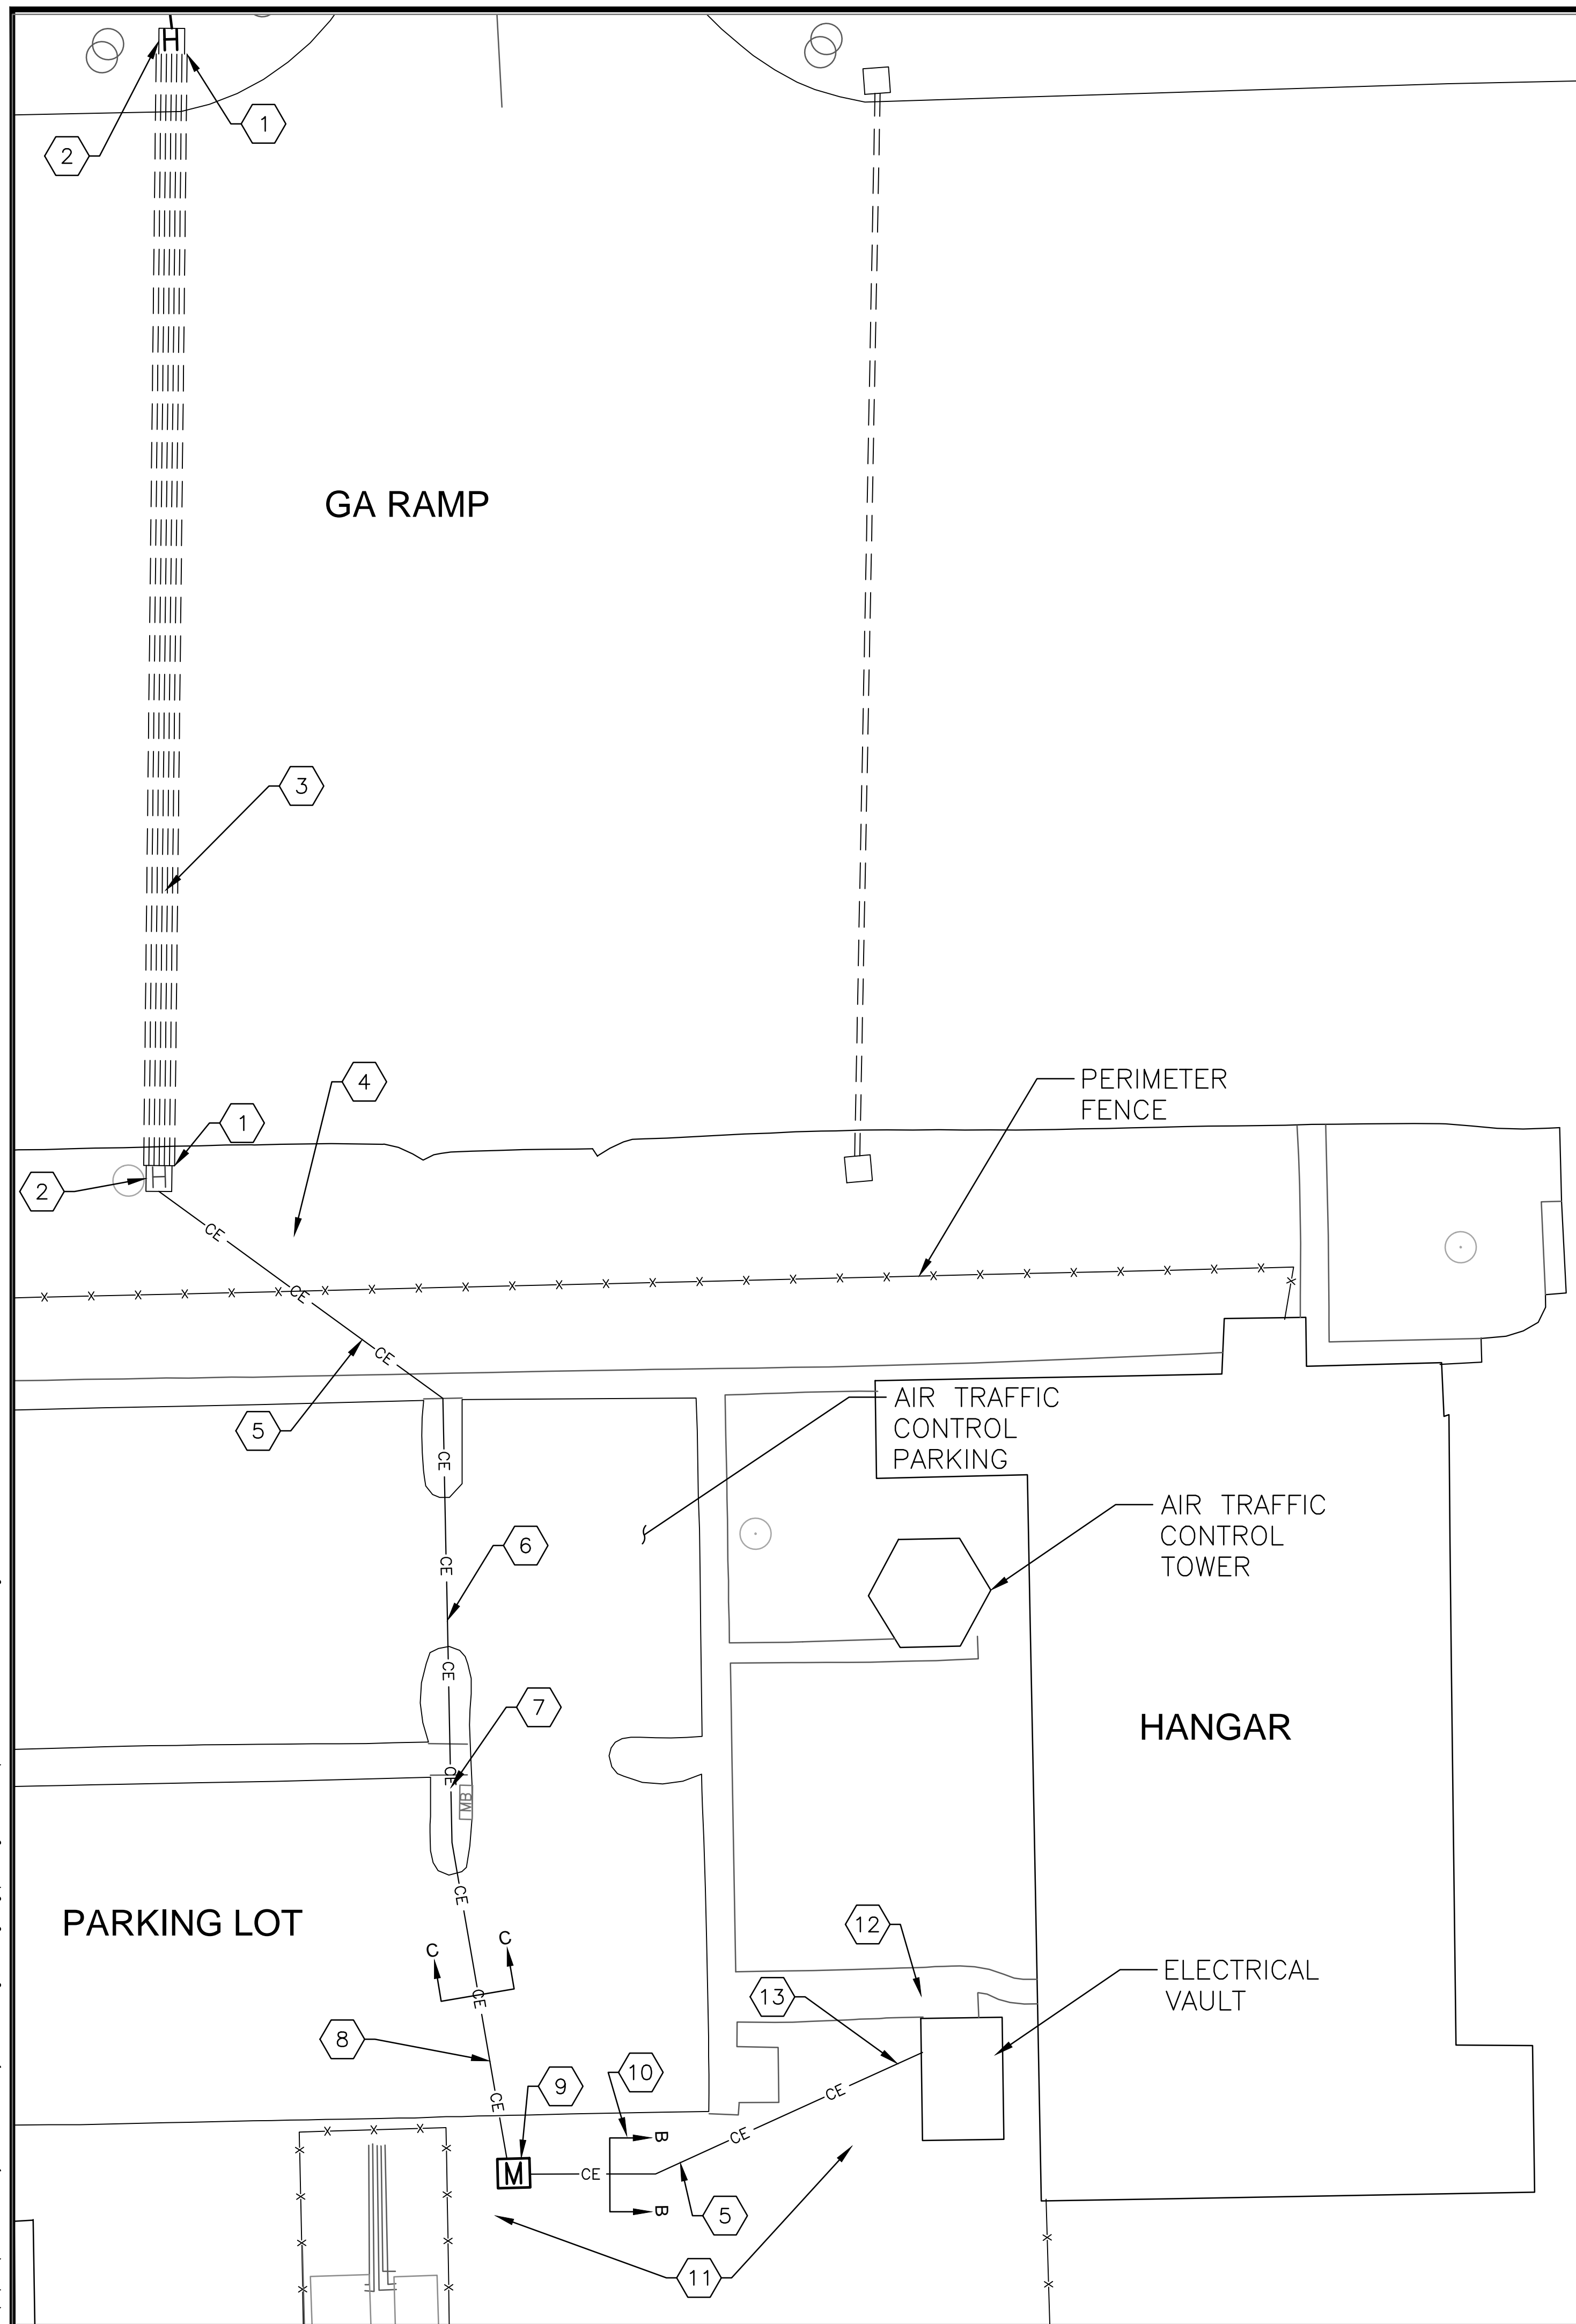 H
1
2
GA RAMP
3
4
PERIMETER
FENCE
1
2
H
CE
CE
CE
5
AIR TRAFFIC
CONTROL
PARKING
CE
AIR TRAFFIC
CONTROL
TOWER
6
CE
CE
7
HANGAR
CE
MB
CE
PARKING LOT
12
C
C
ELECTRICAL
VAULT
13
CE
8
10
9
CE
CE
CE
B
M
CE
B
5
11